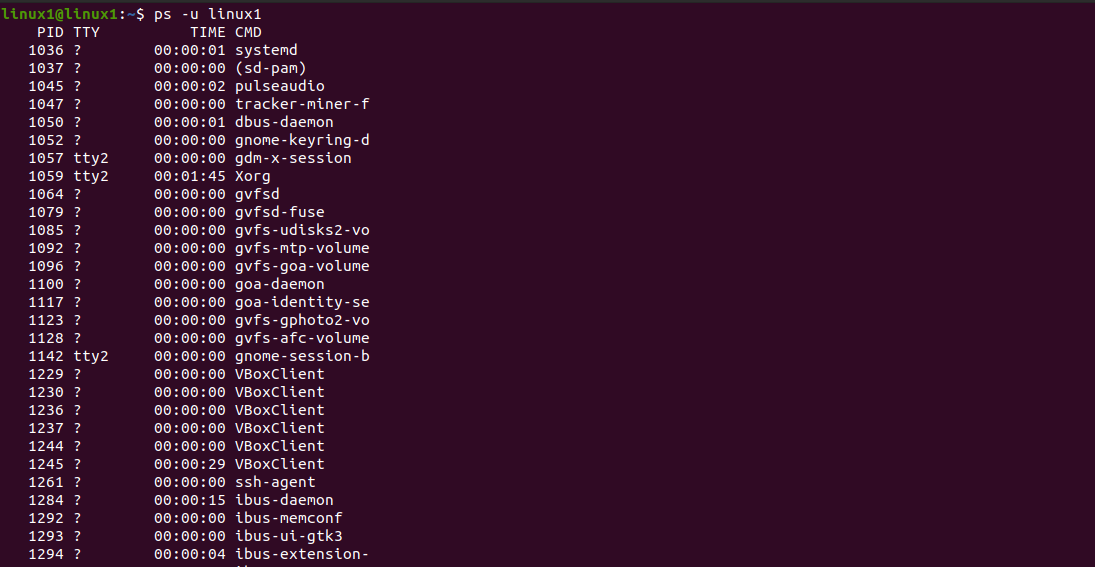 linux1@linux1:~$ ps -u linux1
    PID TTY          TIME CMD
   1036 ?        00:00:01 systemd
   1037 ?        00:00:00 (sd-pam)
   1045 ?        00:00:02 pulseaudio
   1047 ?        00:00:00 tracker-miner-f
   1050 ?        00:00:01 dbus-daemon
   1052 ?        00:00:00 gnome-keyring-d
   1057 tty2     00:00:00 gdm-x-session
   1059 tty2     00:01:45 Xorg
   1064 ?        00:00:00 gvfsd
   1079 ?        00:00:00 gvfsd-fuse
   1085 ?        00:00:00 gvfs-udisks2-vo
   1092 ?        00:00:00 gvfs-mtp-volume
   1096 ?        00:00:00 gvfs-goa-volume
   1100 ?        00:00:00 goa-daemon
   1117 ?        00:00:00 goa-identity-se
   1123 ?        00:00:00 gvfs-gphoto2-vo
   1128 ?        00:00:00 gvfs-afc-volume
   1142 tty2     00:00:00 gnome-session-b
   1229 ?        00:00:00 VBoxClient
   1230 ?        00:00:00 VBoxClient
   1236 ?        00:00:00 VBoxClient
   1237 ?        00:00:00 VBoxClient
   1244 ?        00:00:00 VBoxClient
   1245 ?        00:00:29 VBoxClient
   1261 ?        00:00:00 ssh-agent
   1284 ?        00:00:15 ibus-daemon
   1292 ?        00:00:00 ibus-memconf
   1293 ?        00:00:00 ibus-ui-gtk3
   1294 ?        00:00:04 ibus-extension-